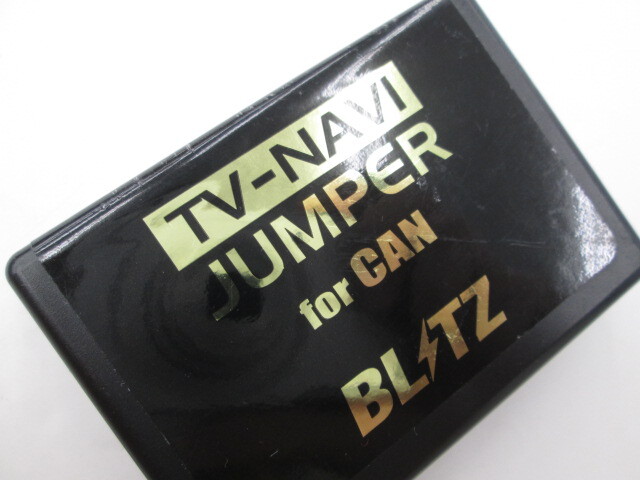 TV-NAVI
JUMPER
for CAN
BLITZ